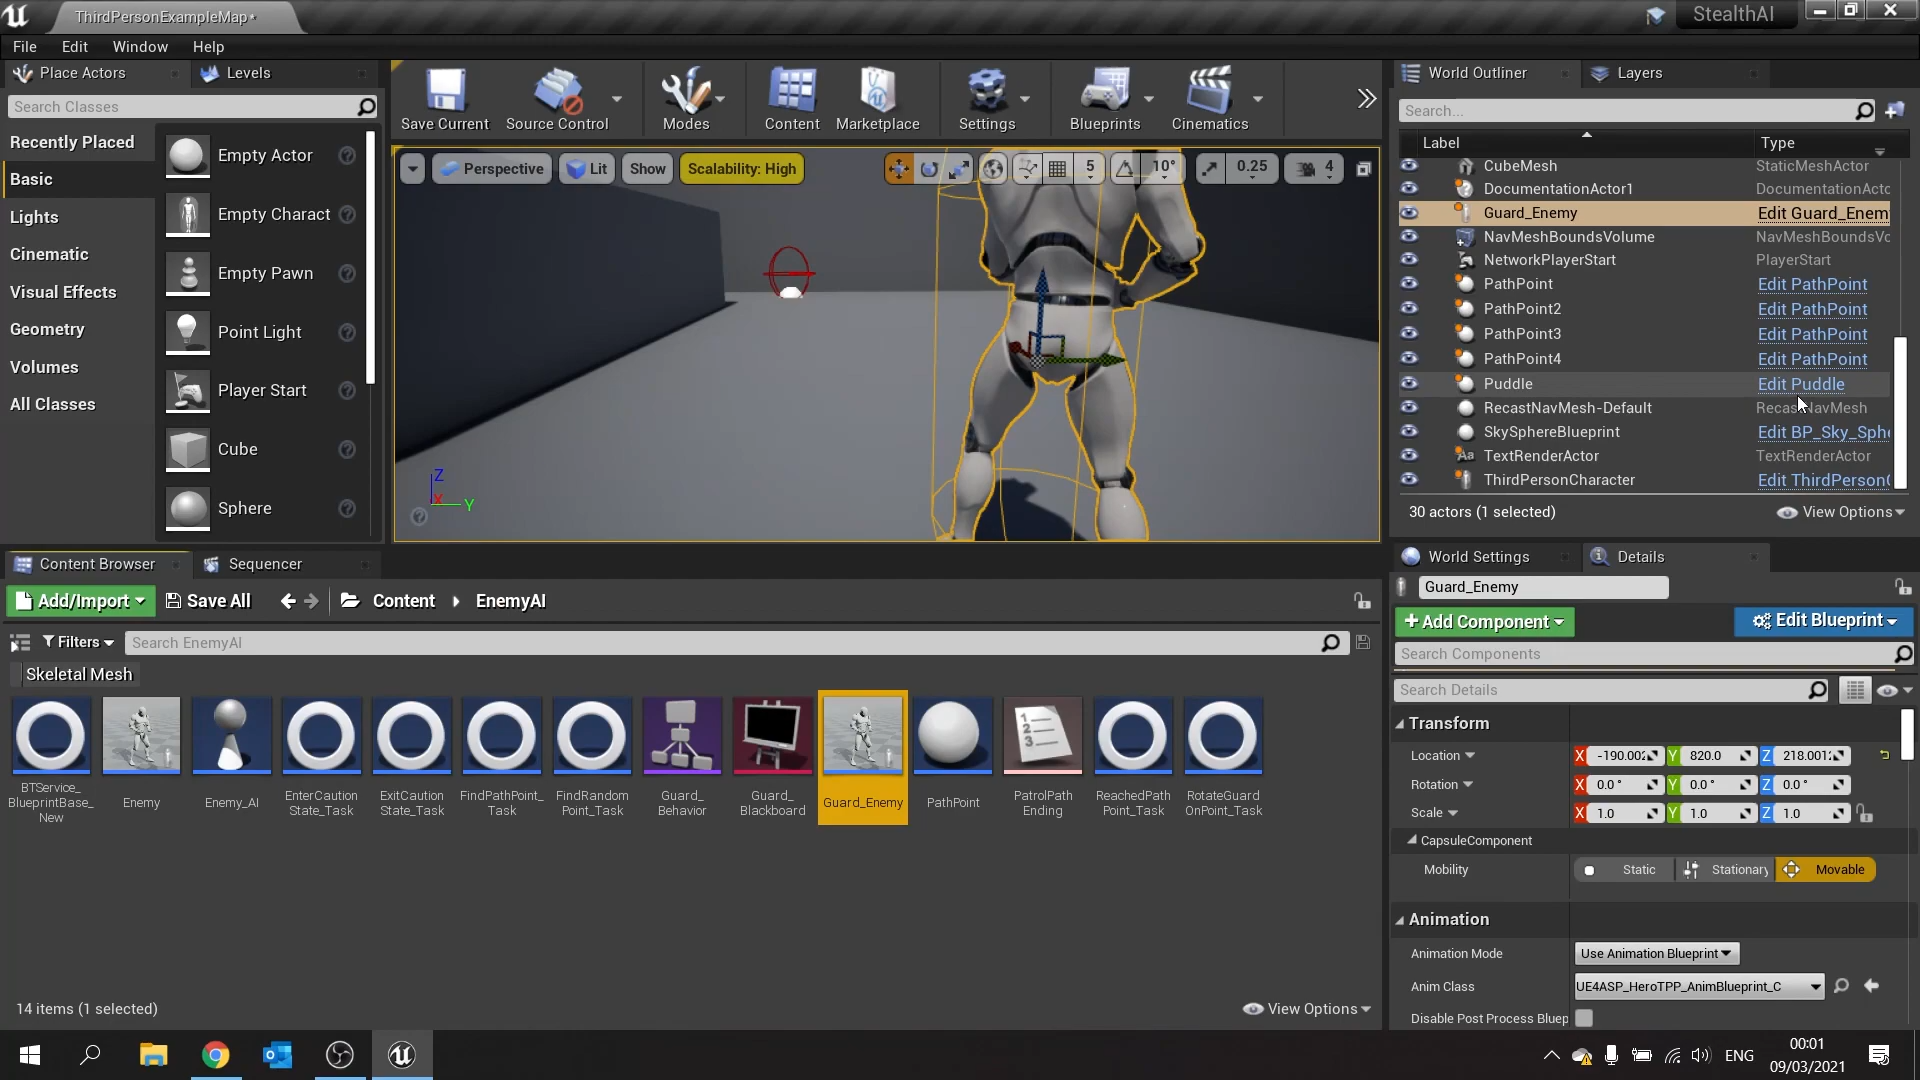 ThirdPersonExampleMap*
StealthAI
File Edit Window Help
Place Actors
Levels
Search Classes
Recently Placed
Basic
Lights
Cinematic
Visual Effects
Geometry
Volumes
All Classes
Empty Actor
Empty Charact
Empty Pawn
Point Light
Player Start
Cube
Sphere
Save Current
Source Control
Modes
Content
Marketplace
Settings
Blueprints
Cinematics
Perspective
Lit
Show
Scalability: High
5
10°
0.25
4
Z
X
Y
World Outliner
Layers
Search...
Label Type
CubeMesh StaticMeshActor
DocumentationActor1 DocumentationActo
Guard_Enemy Edit Guard_Enem
NavMeshBoundsVolume NavMeshBoundsVo
NetworkPlayerStart PlayerStart
PathPoint Edit PathPoint
PathPoint2 Edit PathPoint
PathPoint3 Edit PathPoint
PathPoint4 Edit PathPoint
Puddle Edit Puddle
RecastNavMesh-Default RecastNavMesh
SkySphereBlueprint Edit BP_Sky_Sphe
TextRenderActor TextRenderActor
ThirdPersonCharacter Edit ThirdPerson
30 actors (1 selected)
View Options
Content Browser
Sequencer
Add/Import
Save All
Content
EnemyAI
Filters
Search EnemyAI
Skeletal Mesh
BTService_
BlueprintBase_
New
Enemy
Enemy_AI
EnterCaution
State_Task
ExitCaution
State_Task
FindPathPoint_
Task
FindRandom
Point_Task
Guard_
Behavior
Guard_
Blackboard
Guard_Enemy
PathPoint
PatrolPath
Ending
ReachedPath
Point_Task
RotateGuard
OnPoint_Task
14 items (1 selected)
View Options
World Settings
Details
Guard_Enemy
+Add Component
Edit Blueprint
Search Components
Search Details
Transform
Location X -190.002 Y 820.0 Z 218.001
Rotation X 0.0 ° Y 0.0 ° Z 0.0 °
Scale X 1.0 Y 1.0 Z 1.0
CapsuleComponent
Mobility Static Stationary Movable
Animation
Animation Mode Use Animation Blueprint
Anim Class UE4ASP_HeroTPP_AnimBlueprint_C
Disable Post Process Bluep
ENG
00:01
09/03/2021